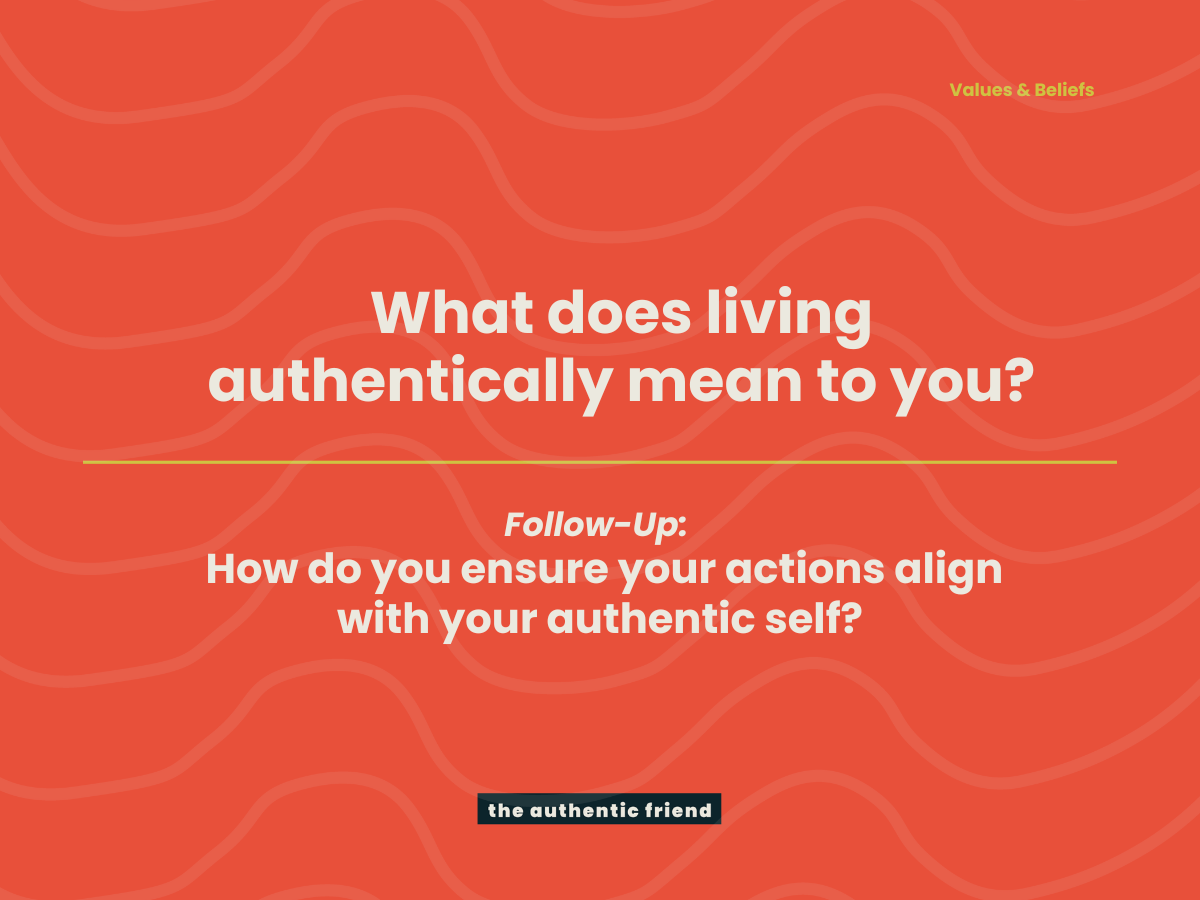 Values & Beliefs
What does living
authentically mean to you?
Follow-Up:
How do you ensure your actions align
with your authentic self?
the authentic friend